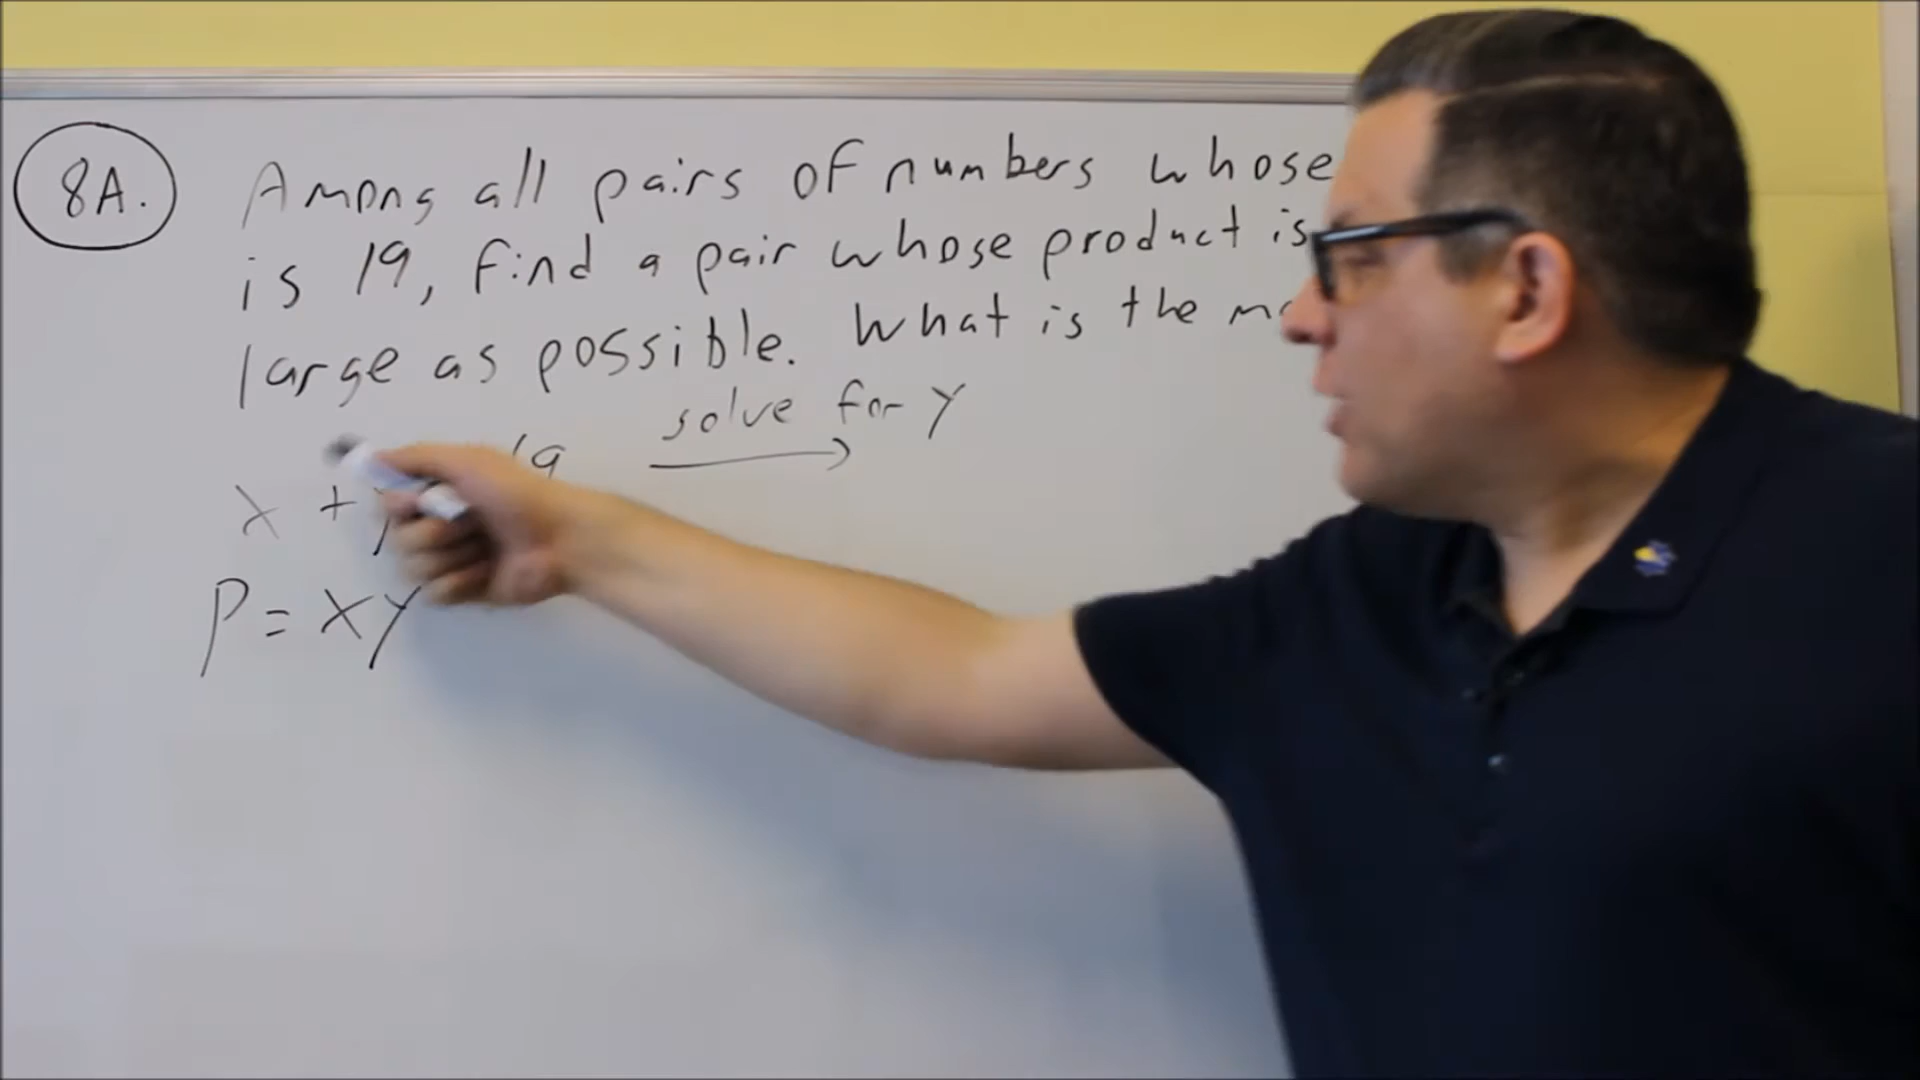 8A.
Among all pairs of numbers whose
is 19, find a pair whose product is
large as possible. What is the
solve for y
x + y 19
P = xy